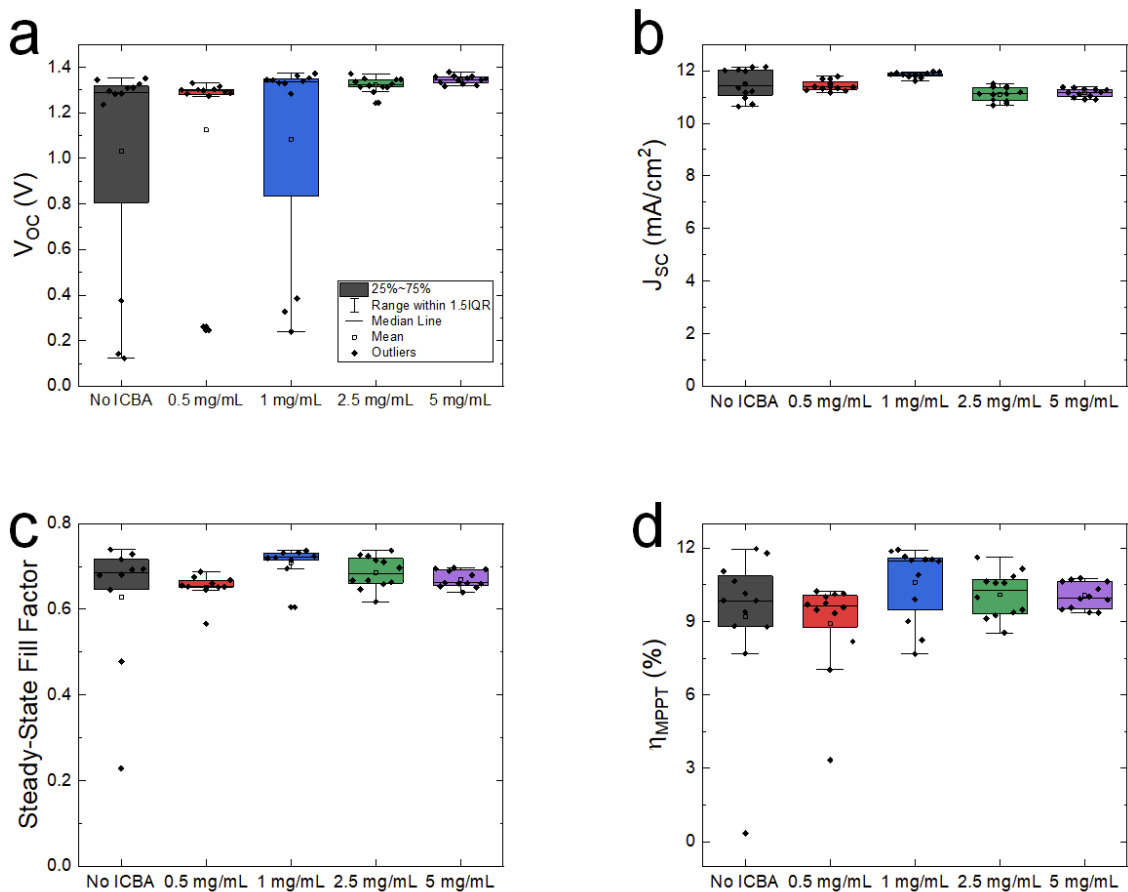 a
1.4
1.2
1.0
0.8
0.6
0.4
0.2
0.0
V_OC (V)
25%~75%
Range within 1.5IQR
Median Line
Mean
Outliers
No ICBA 0.5 mg/mL 1 mg/mL 2.5 mg/mL 5 mg/mL
b
12
10
8
6
4
2
0
J_SC (mA/cm²)
No ICBA 0.5 mg/mL 1 mg/mL 2.5 mg/mL 5 mg/mL
c
0.8
0.6
0.4
0.2
0.0
Steady-State Fill Factor
No ICBA 0.5 mg/mL 1 mg/mL 2.5 mg/mL 5 mg/mL
d
12
9
6
3
0
η_MPPT (%)
No ICBA 0.5 mg/mL 1 mg/mL 2.5 mg/mL 5 mg/mL